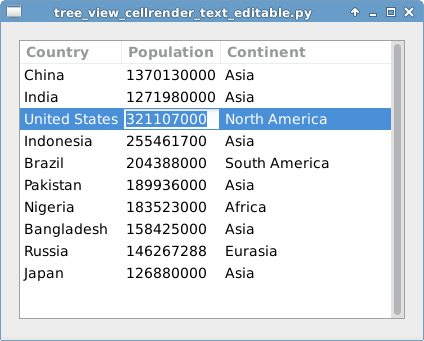 tree_view_cellrender_text_editable.py
Country Population Continent
China 1370130000 Asia
India 1271980000 Asia
United States 321107000 North America
Indonesia 255461700 Asia
Brazil 204388000 South America
Pakistan 189936000 Asia
Nigeria 183523000 Africa
Bangladesh 158425000 Asia
Russia 146267288 Eurasia
Japan 126880000 Asia